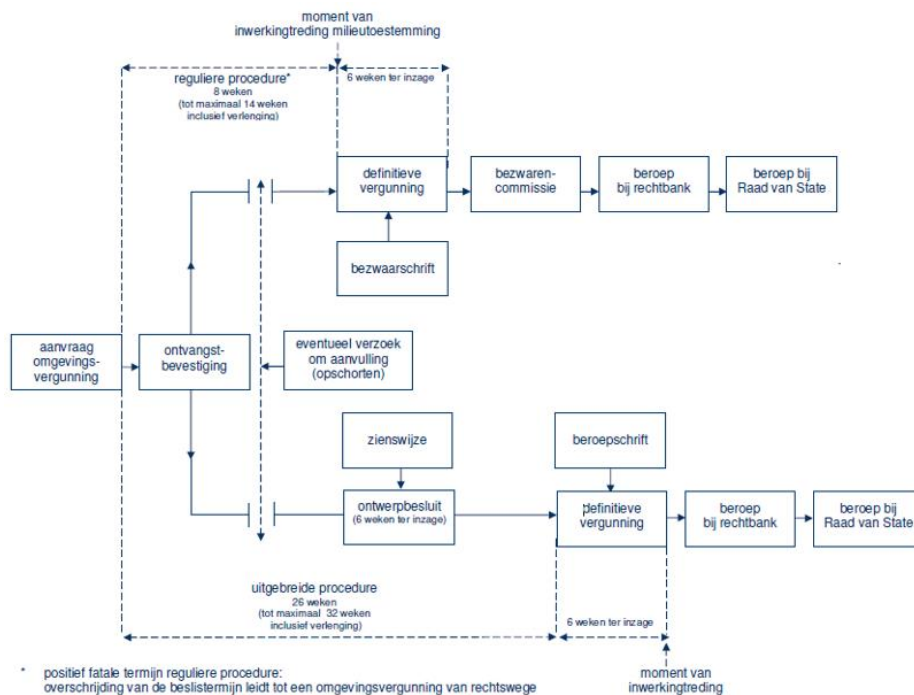 moment van
inwerkingtreding milieutoestemming
reguliere procedure*
8 weken
(tot maximaal 14 weken
inclusief verlenging)
6 weken ter inzage
definitieve
vergunning
bezwaren-
commissie
beroep
bij rechtbank
beroep bij
Raad van State
bezwaarschrift
aanvraag
omgevings-
vergunning
ontvangst-
bevestiging
eventueel verzoek
om aanvulling
(opschorten)
zienswijze
beroepschrift
ontwerpbesluit
(6 weken ter inzage)
definitieve
vergunning
beroep
bij rechtbank
beroep bij
Raad van State
uitgebreide procedure
26 weken
(tot maximaal 32 weken
inclusief verlenging)
6 weken ter inzage
* positief fatale termijn reguliere procedure:
overschrijding van de beslistermijn leidt tot een omgevingsvergunning van rechtswege
moment van
inwerkingtreding